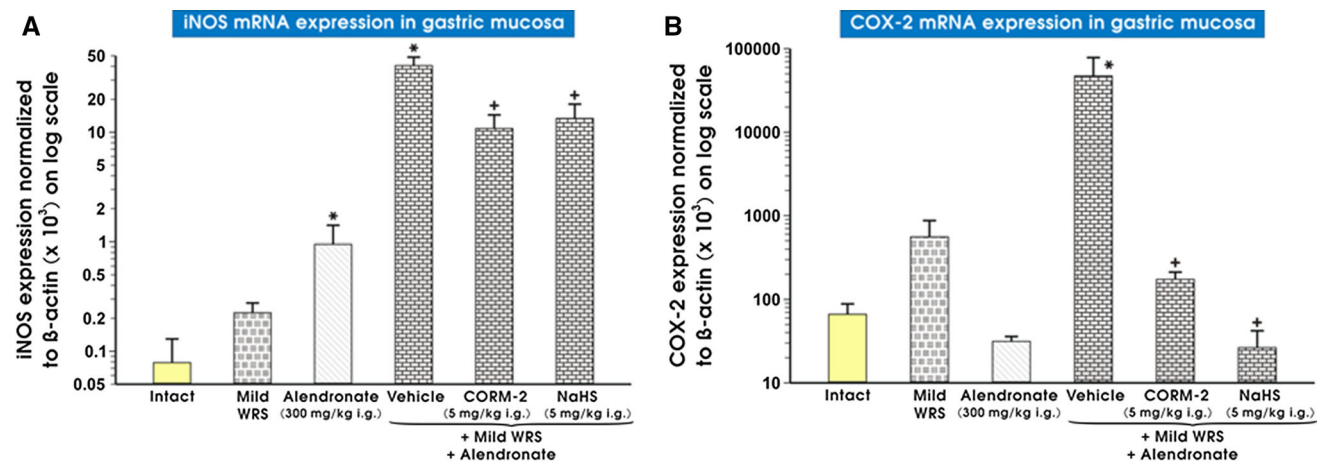 A
iNOS mRNA expression in gastric mucosa
iNOS expression normalized
to ß-actin (x 10³) on log scale
50
20
10
5
2
1
0.5
0.2
0.1
0.05
*
*
+
+
Intact
Mild
WRS
Alendronate
(300 mg/kg i.g.)
Vehicle
CORM-2
(5 mg/kg i.g.)
NaHS
(5 mg/kg i.g.)
+ Mild WRS
+ Alendronate
B
COX-2 mRNA expression in gastric mucosa
COX-2 expression normalized
to ß-actin (x 10³) on log scale
100000
10000
1000
100
10
*
+
+
Intact
Mild
WRS
Alendronate
(300 mg/kg i.g.)
Vehicle
CORM-2
(5 mg/kg i.g.)
NaHS
(5 mg/kg i.g.)
+ Mild WRS
+ Alendronate